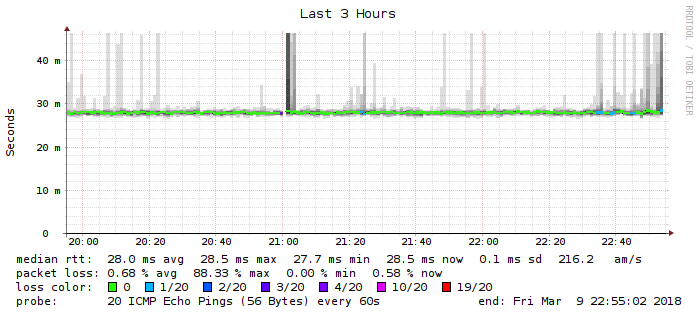 Last 3 Hours
RRDTOOL / TOBI OETIKER
Seconds
40 m
30 m
20 m
10 m
0
20:00 20:20 20:40 21:00 21:20 21:40 22:00 22:20 22:40
median rtt: 28.0 ms avg 28.5 ms max 27.7 ms min 28.5 ms now 0.1 ms sd 216.2 am/s
packet loss: 0.68 % avg 88.33 % max 0.00 % min 0.58 % now
loss color: 0 1/20 2/20 3/20 4/20 10/20 19/20
probe: 20 ICMP Echo Pings (56 Bytes) every 60s end: Fri Mar 9 22:55:02 2018